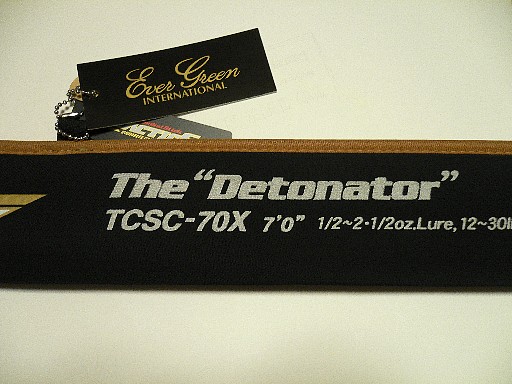 Ever Green
INTERNATIONAL
The "Detonator"
TCSC-70X 7'0" 1/2~2·1/2oz.Lure, 12~30l